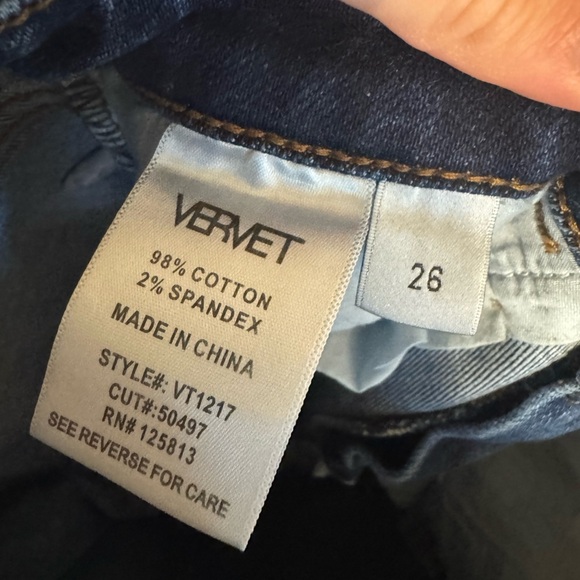 VERVET
98% COTTON
2% SPANDEX
MADE IN CHINA
STYLE#: VT1217
CUT#:50497
RN# 125813
SEE REVERSE FOR CARE
26